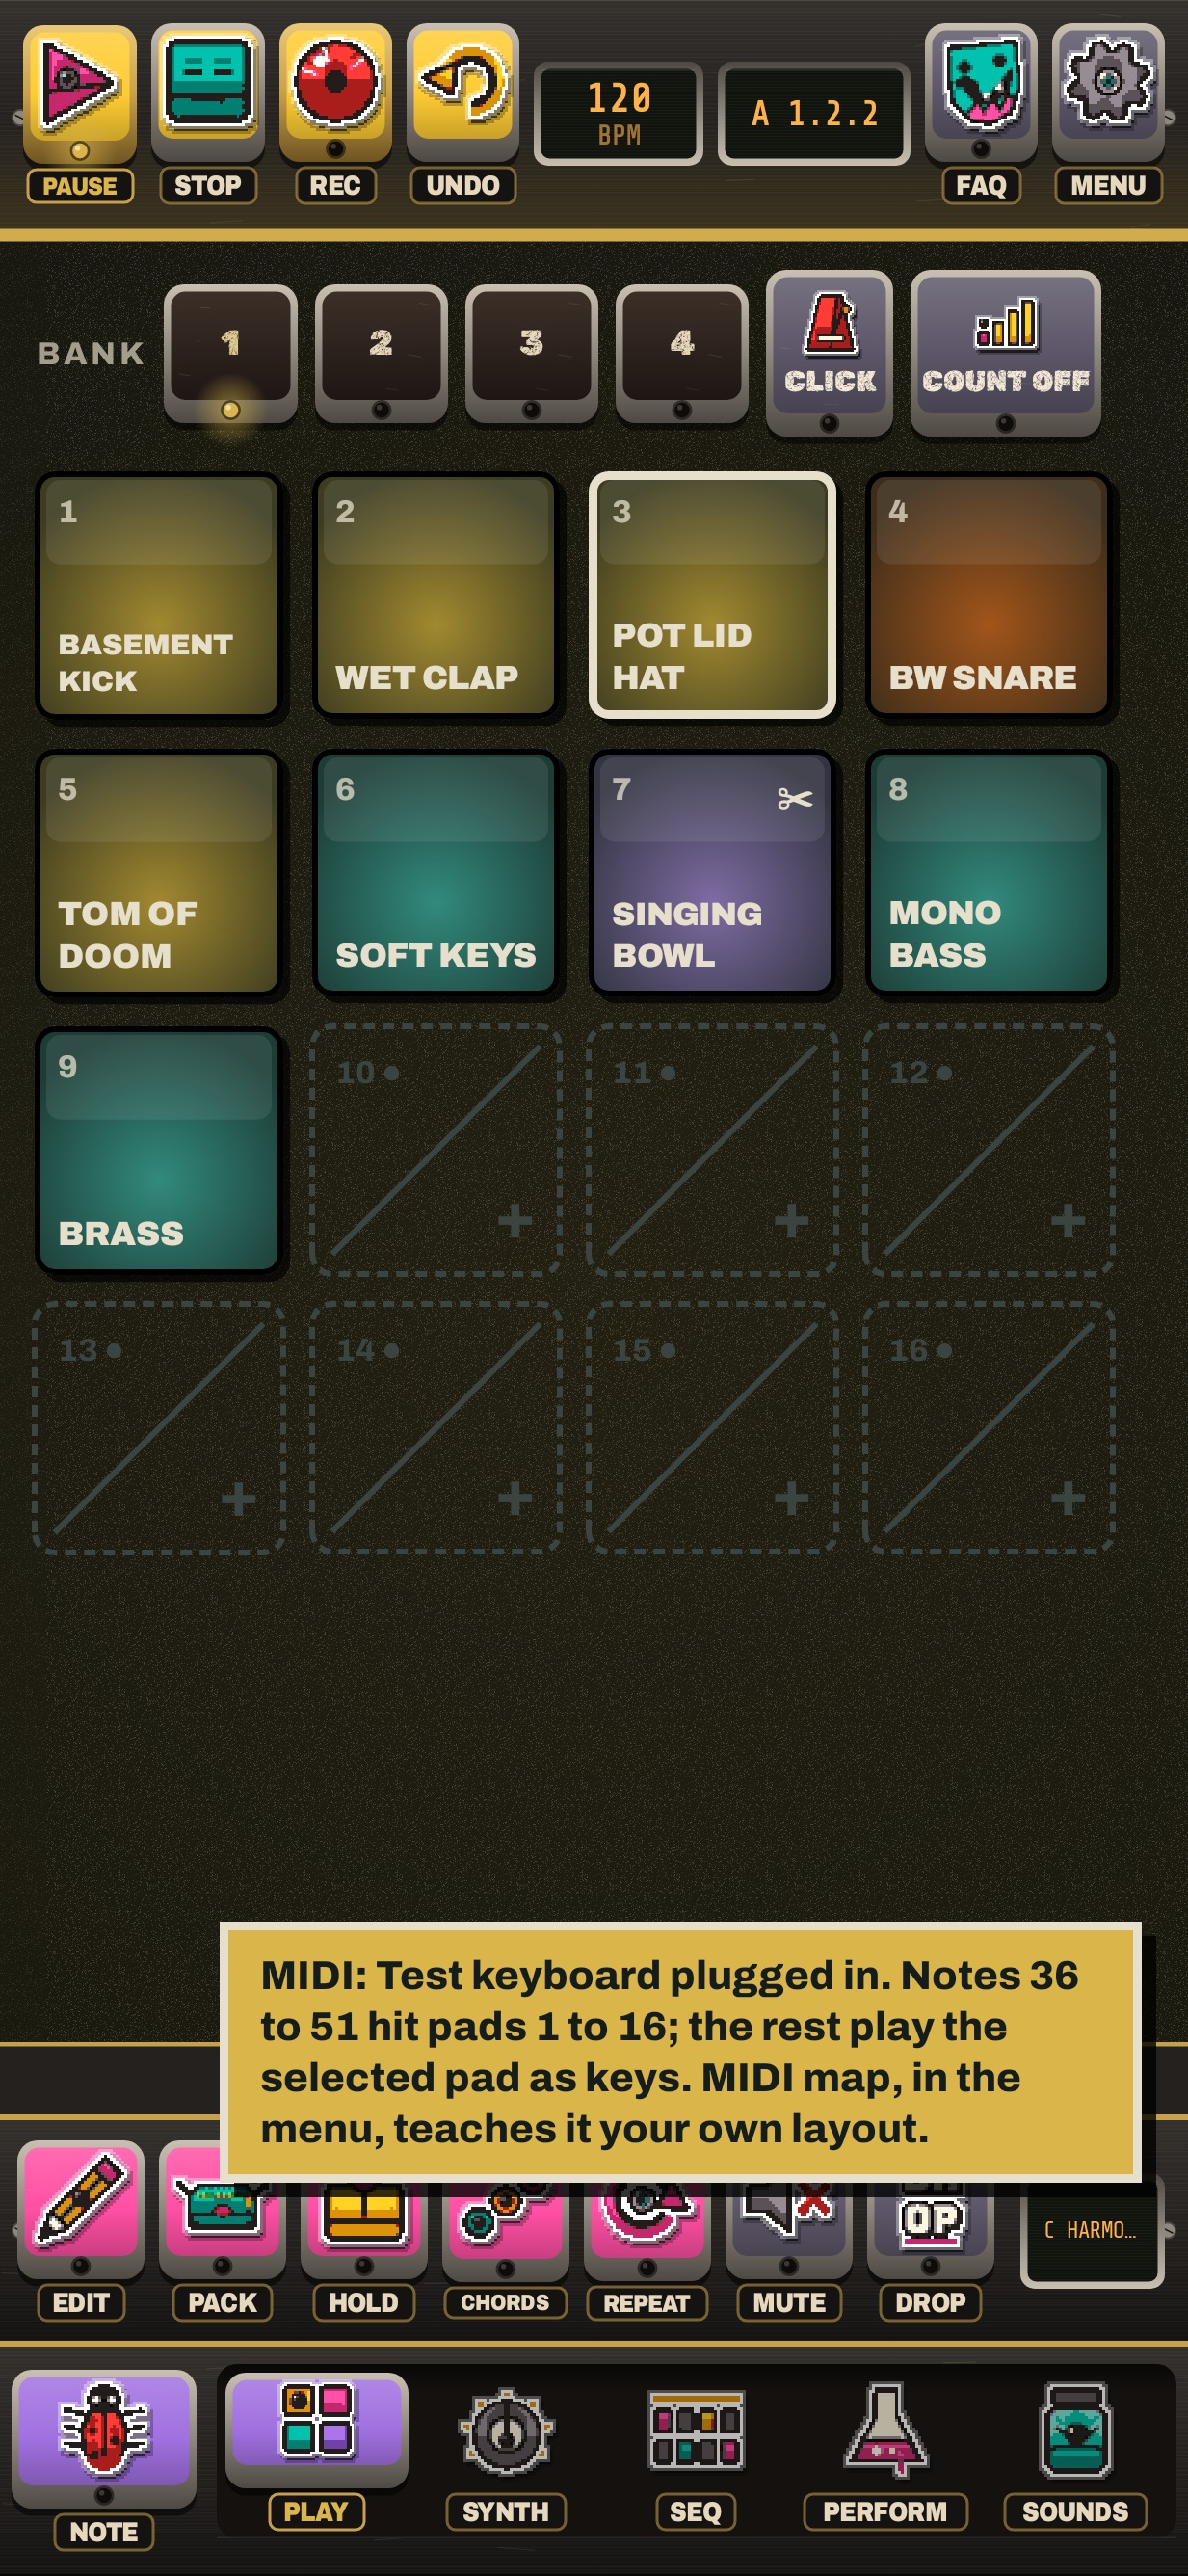 PAUSE
STOP
REC
UNDO
120
BPM
A 1.2.2
FAQ
MENU
BANK
1
2
3
4
CLICK
COUNT OFF
1
BASEMENT
KICK
2
WET CLAP
3
POT LID
HAT
4
BW SNARE
5
TOM OF
DOOM
6
SOFT KEYS
7
SINGING
BOWL
8
MONO
BASS
9
BRASS
10
11
12
13
14
15
16
MIDI: Test keyboard plugged in. Notes 36
to 51 hit pads 1 to 16; the rest play the
selected pad as keys. MIDI map, in the
menu, teaches it your own layout.
EDIT
PACK
HOLD
CHORDS
REPEAT
MUTE
OP
DROP
C HARMO…
NOTE
PLAY
SYNTH
SEQ
PERFORM
SOUNDS